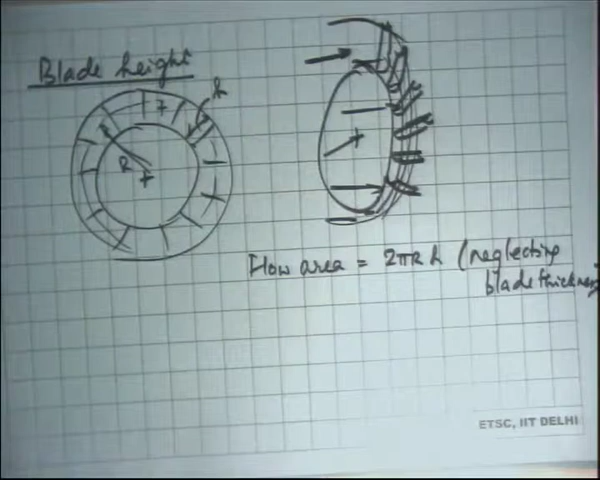 Blade height
h
R
Flow area = 2πR h (neglecting
blade thickness)
ETSC, IIT DELHI